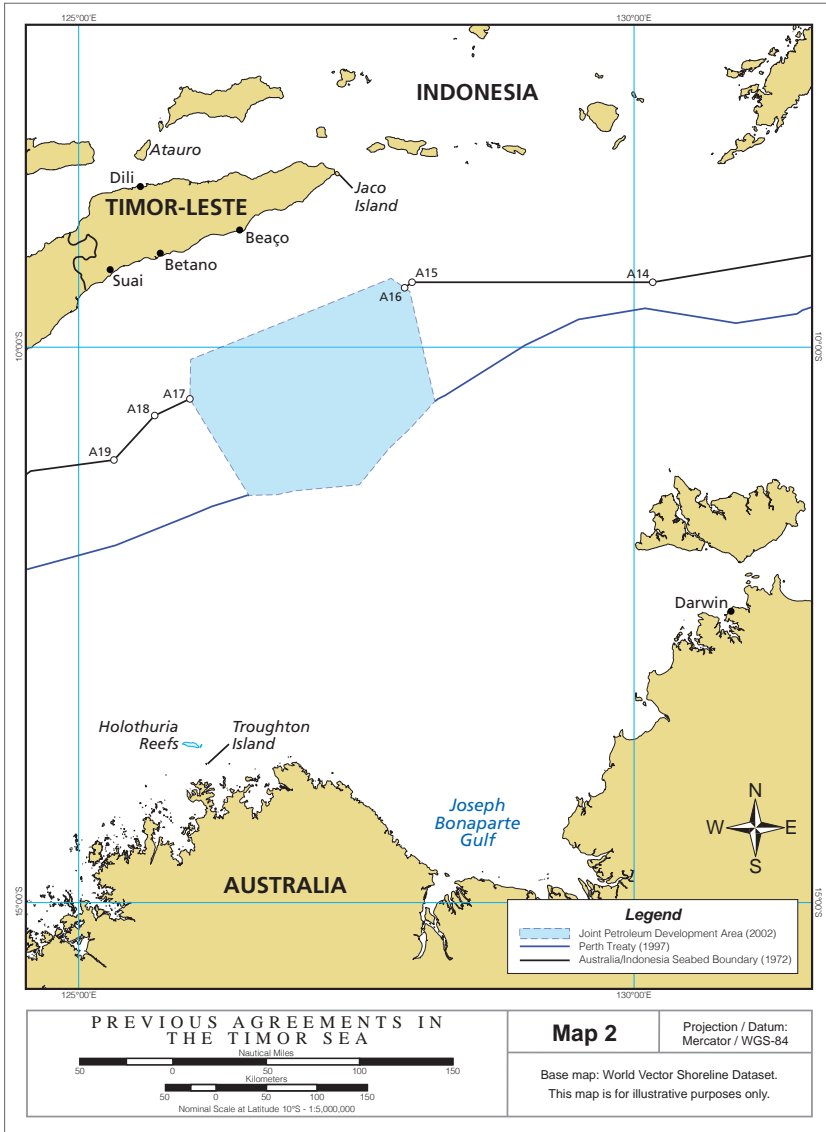 125°00'E
130°00'E
INDONESIA
Atauro
Dili
Jaco
Island
TIMOR-LESTE
Beaço
Betano
Suai
A15
A14
A16
10°00'S
10°00'S
A17
A18
A19
Darwin
Holothuria
Reefs
Troughton
Island
Joseph
Bonaparte
Gulf
N
W
E
S
AUSTRALIA
15°00'S
15°00'S
Legend
Joint Petroleum Development Area (2002)
Perth Treaty (1997)
Australia/Indonesia Seabed Boundary (1972)
125°00'E
130°00'E
PREVIOUS AGREEMENTS IN
THE TIMOR SEA
Nautical Miles
50 0 50 100 150
Kilometers
50 0 50 100 150
Nominal Scale at Latitude 10°S - 1:5,000,000
Map 2
Projection / Datum:
Mercator / WGS-84
Base map: World Vector Shoreline Dataset.
This map is for illustrative purposes only.